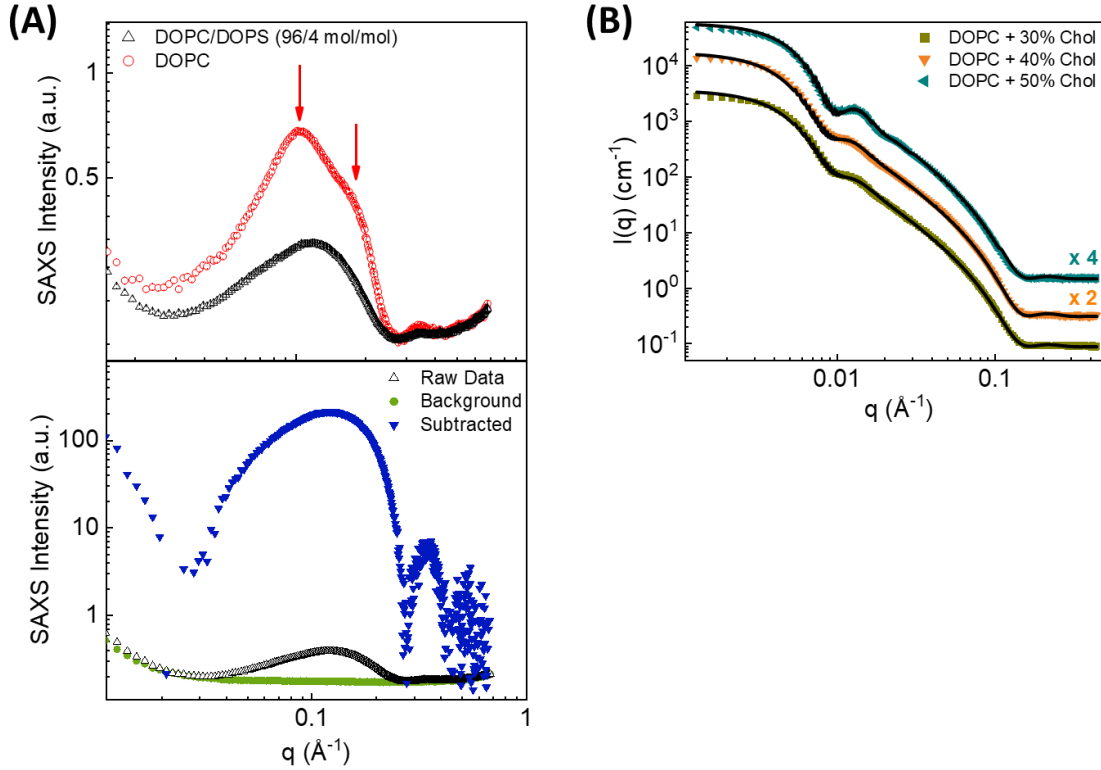 (A)
SAXS Intensity (a.u.)
1
0.5
DOPC/DOPS (96/4 mol/mol)
DOPC
SAXS Intensity (a.u.)
100
10
1
Raw Data
Background
Subtracted
0.1
1
q (Å⁻¹)
(B)
I(q) (cm⁻¹)
10⁴
10³
10²
10¹
10⁰
10⁻¹
DOPC + 30% Chol
DOPC + 40% Chol
DOPC + 50% Chol
x 4
x 2
0.01
0.1
q (Å⁻¹)